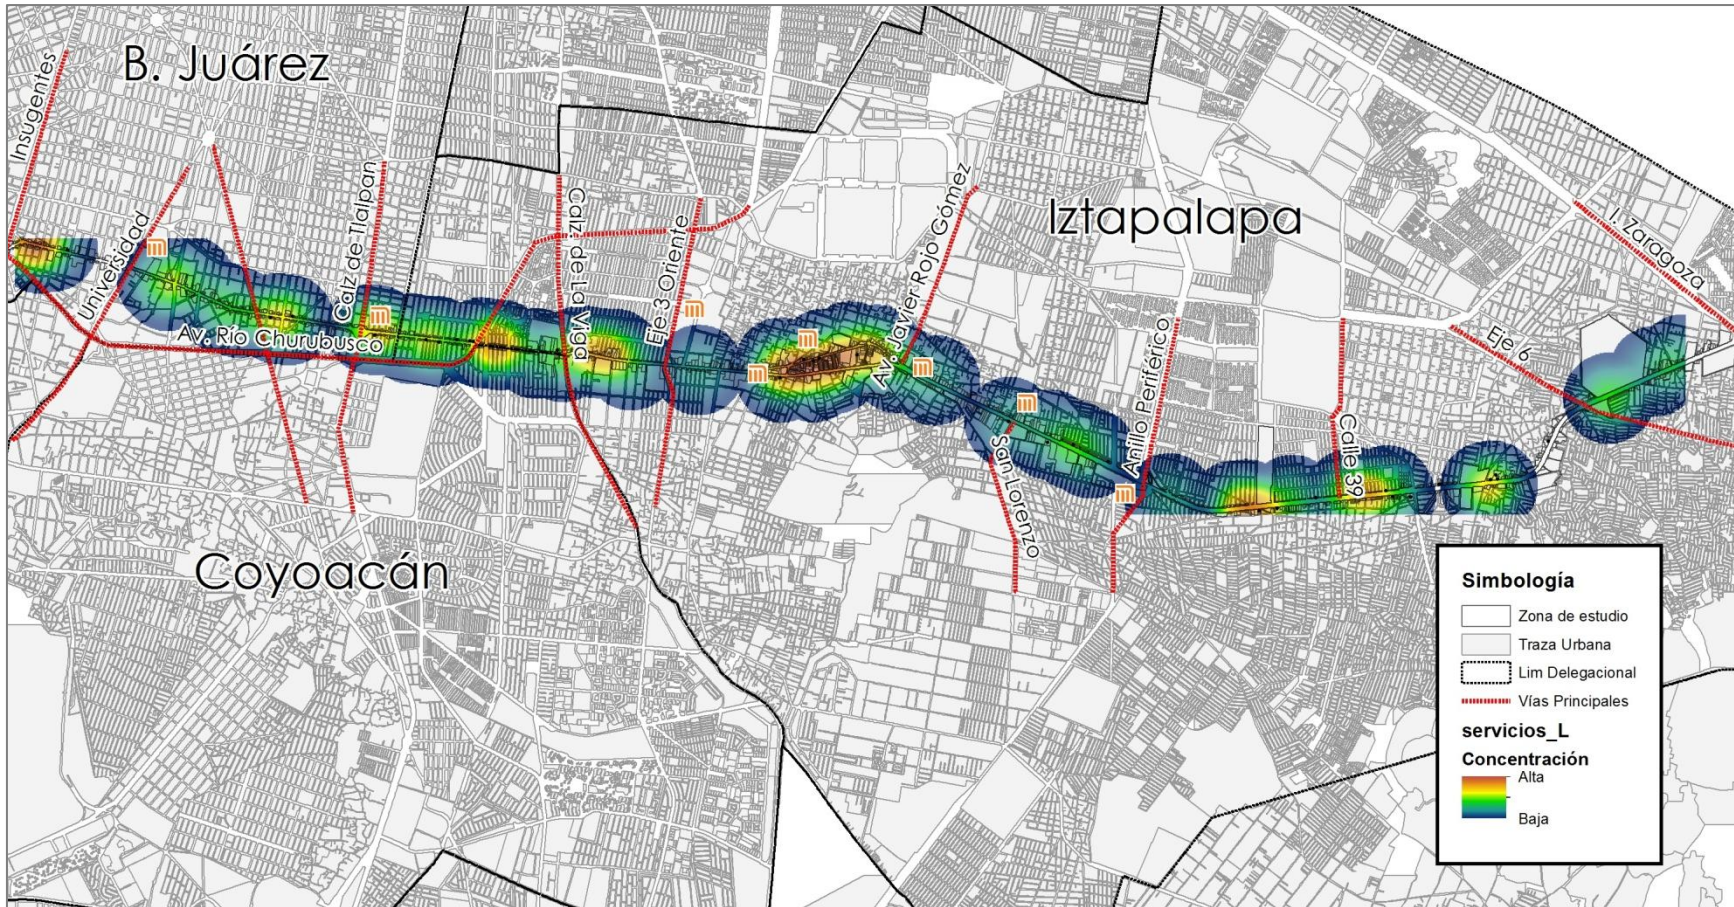 B. Juárez
Insugentes
Universidad
Calz de Tlalpan
Av. Río Churubusco
Calz. de La Viga
Eje 3 Oriente
Av. Javier Rojo Gómez
Iztapalapa
I. Zaragoza
Eje 6
Anillo Periférico
San Lorenzo
Calle 39
Coyoacán
Simbología
Zona de estudio
Traza Urbana
Lim Delegacional
Vías Principales
servicios_L
Concentración
Alta
Baja